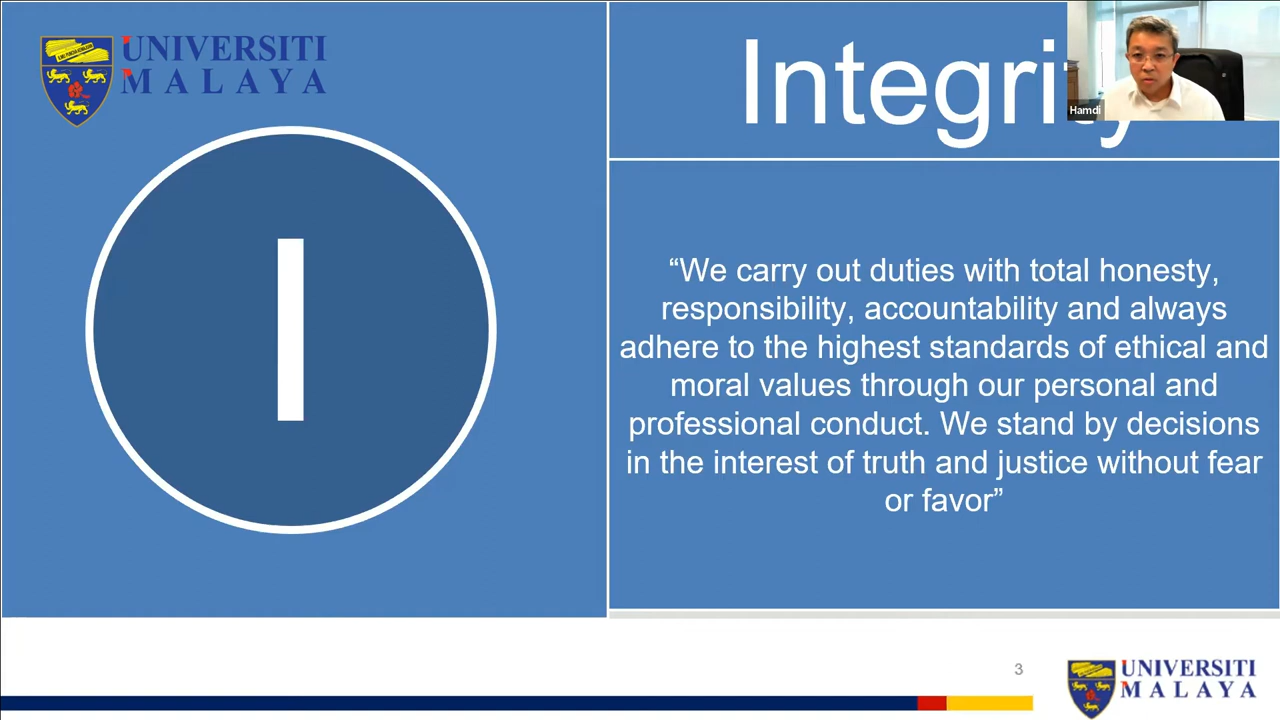 UNIVERSITI
MALAYA
I
Integrity
Hamdi
“We carry out duties with total honesty,
responsibility, accountability and always
adhere to the highest standards of ethical and
moral values through our personal and
professional conduct. We stand by decisions
in the interest of truth and justice without fear
or favor”
3
UNIVERSITI
MALAYA